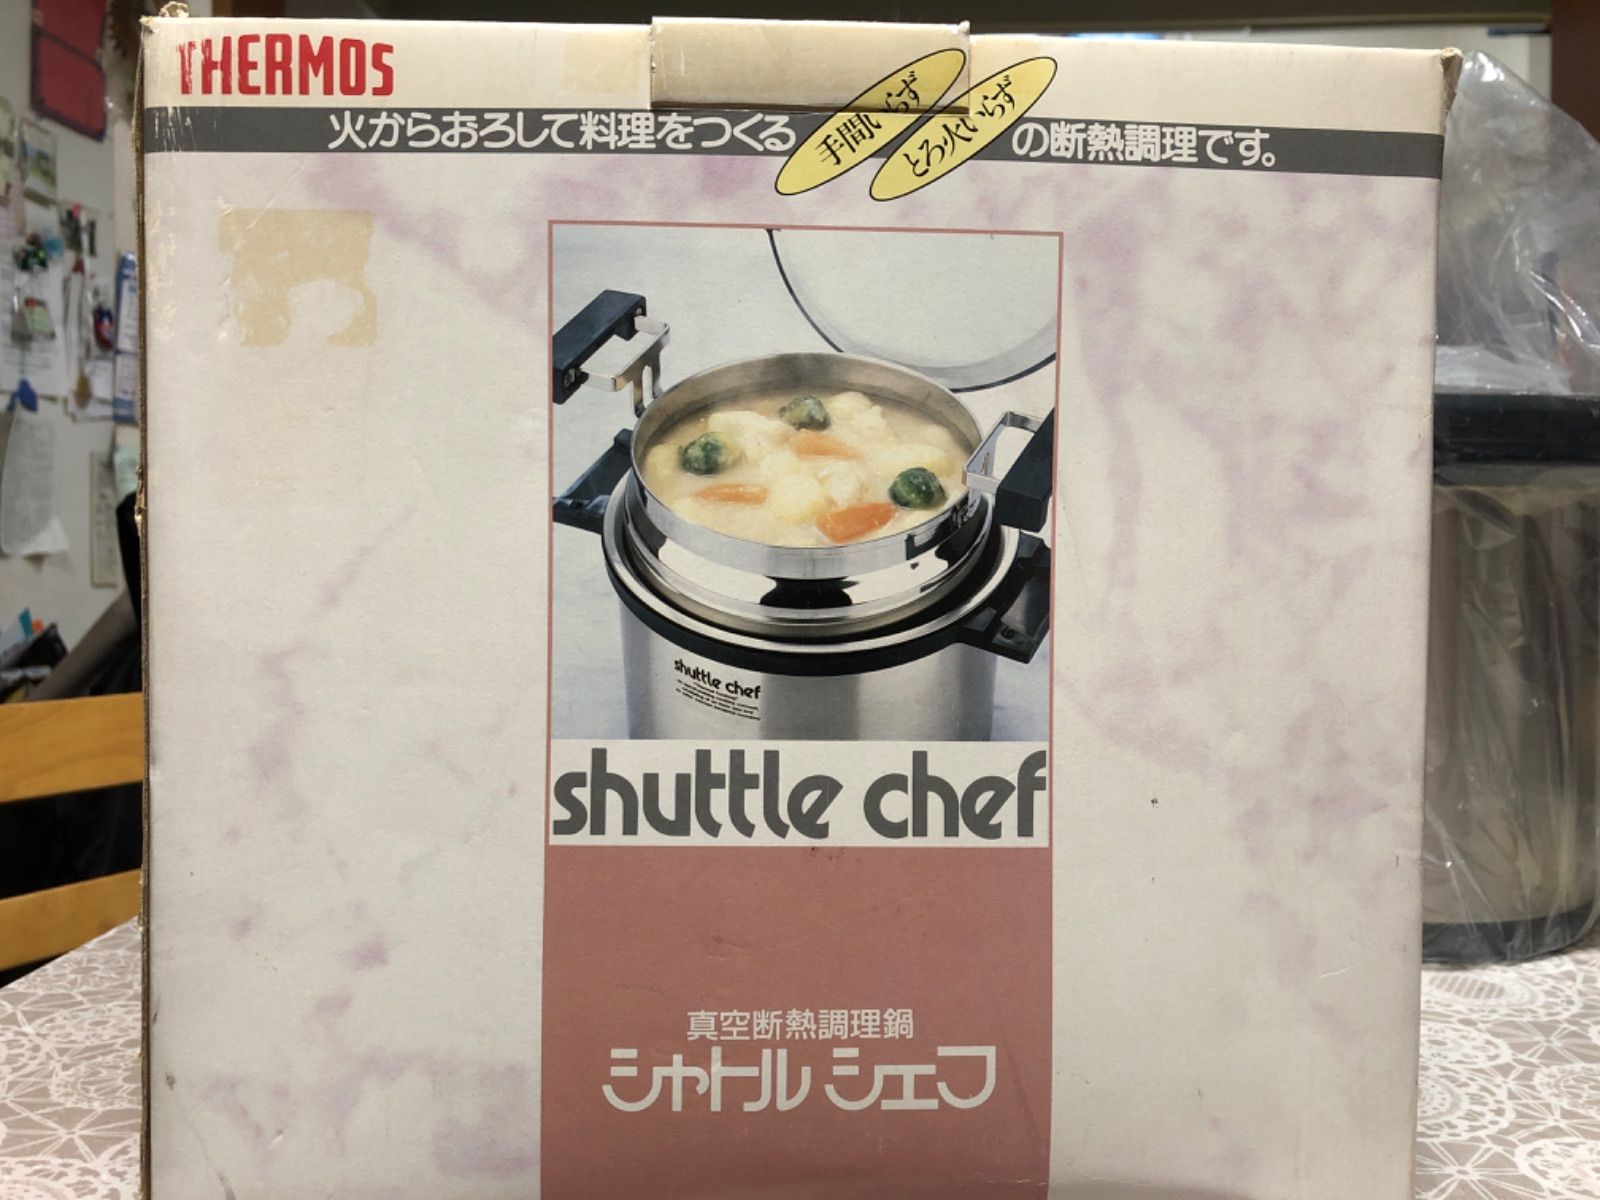 THERMOS
火からおろして料理をつくる 手間いらず とろ火いらず の断熱調理です。
shuttle chef
shuttle chef
真空断熱調理鍋
シャトルシェフ